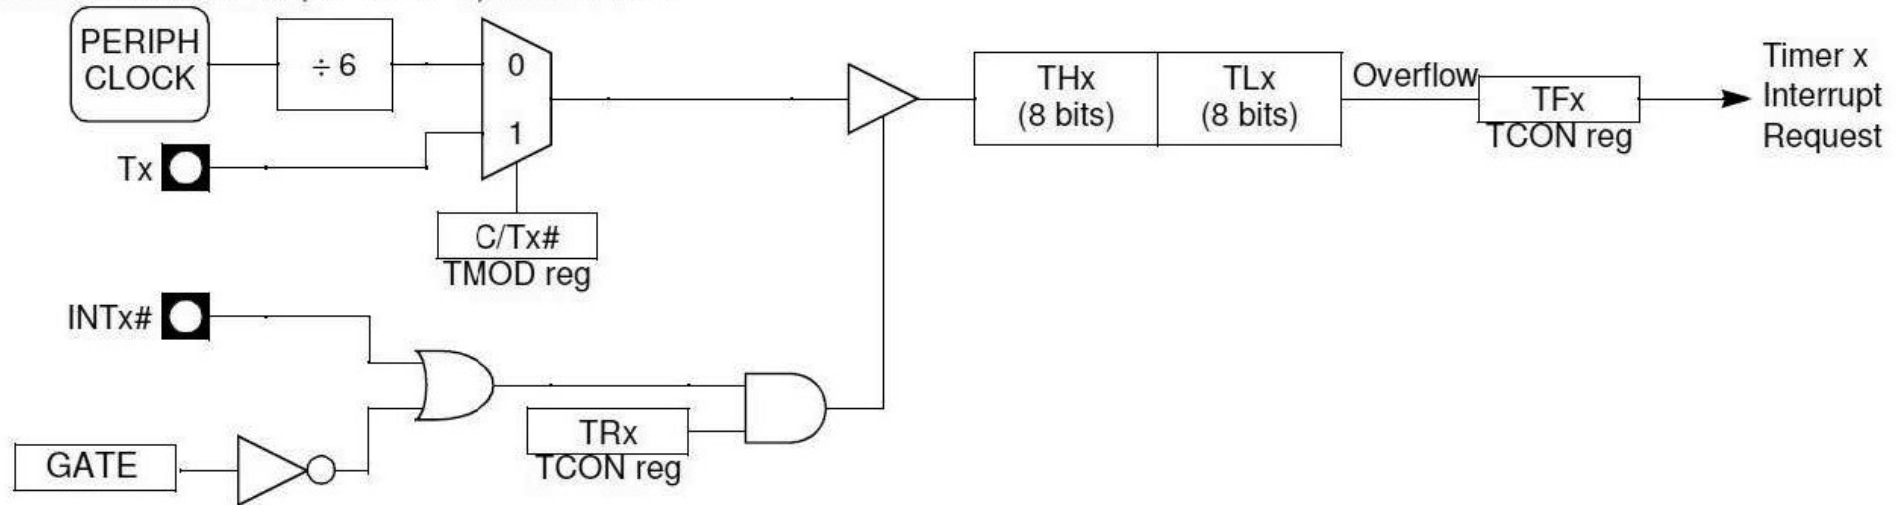 PERIPH
CLOCK
÷ 6
0
1
Tx
C/Tx#
TMOD reg
THx
(8 bits)
TLx
(8 bits)
Overflow
TFx
TCON reg
Timer x
Interrupt
Request
INTx#
GATE
TRx
TCON reg